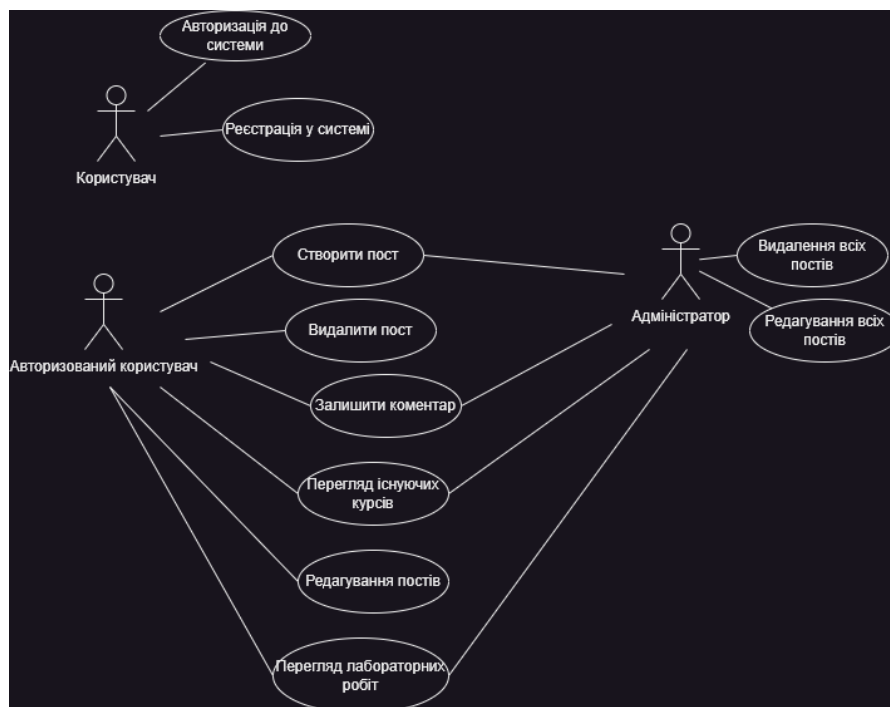 Авторизація до
системи
Реєстрація у системі
Користувач
Створити пост
Видалення всіх
постів
Адміністратор
Редагування всіх
постів
Видалити пост
Авторизований користувач
Залишити коментар
Перегляд існуючих
курсів
Редагування постів
Перегляд лабораторних
робіт